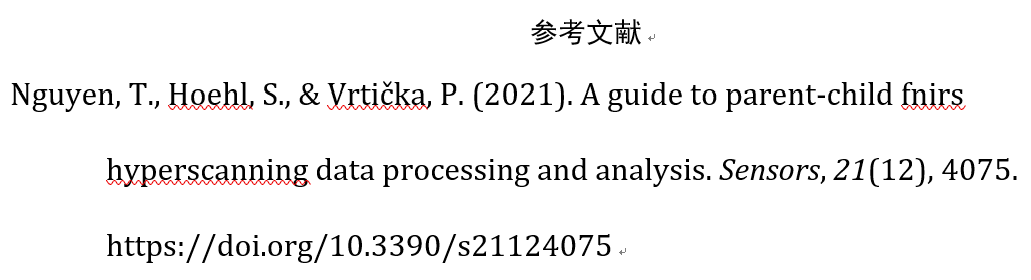 参考文献
Nguyen, T., Hoehl, S., & Vrtička, P. (2021). A guide to parent-child fnirs
hyperscanning data processing and analysis. Sensors, 21(12), 4075.
https://doi.org/10.3390/s21124075